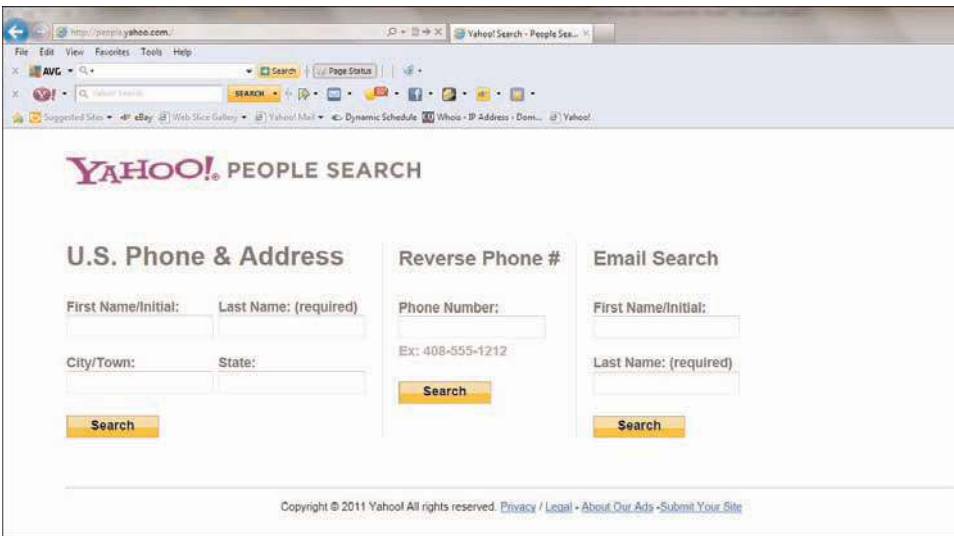 http://people.yahoo.com/
Yahoo! Search - People Sea...
File Edit View Favorites Tools Help
AVG Search Page Status
Y! Yahoo! Search SEARCH
Suggested Sites eBay Web Slice Gallery Yahoo! Mail Dynamic Schedule Whois - IP Address - Dom... Yahoo!
YAHOO!® PEOPLE SEARCH
U.S. Phone & Address
First Name/Initial: Last Name: (required)
City/Town: State:
Search
Reverse Phone #
Phone Number:
Ex: 408-555-1212
Search
Email Search
First Name/Initial:
Last Name: (required)
Search
Copyright © 2011 Yahoo! All rights reserved. Privacy / Legal - About Our Ads -Submit Your Site